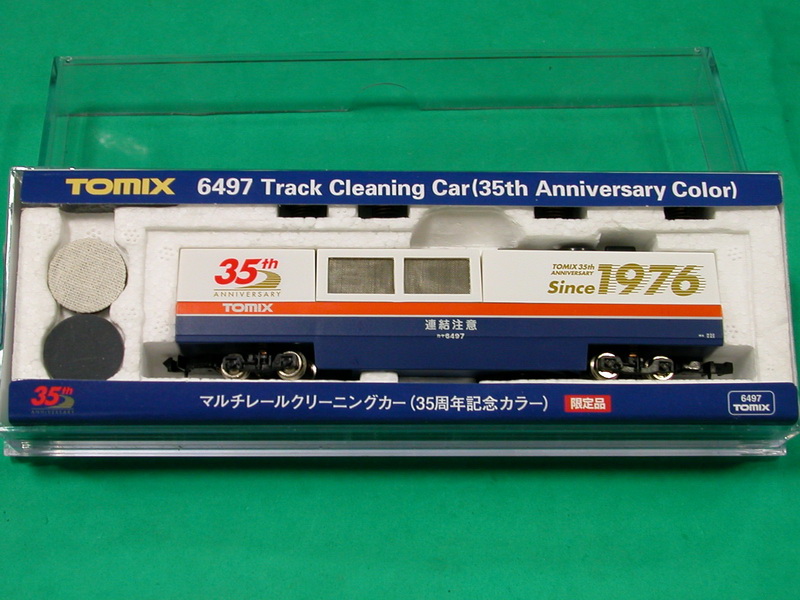 TOMIX 6497 Track Cleaning Car(35th Anniversary Color)
35th
ANNIVERSARY
TOMIX
TOMIX 35th
ANNIVERSARY
Since 1976
連結注意
6497
35th
ANNIVERSARY
マルチレールクリーニングカー(35周年記念カラー) 限定品
6497
TOMIX